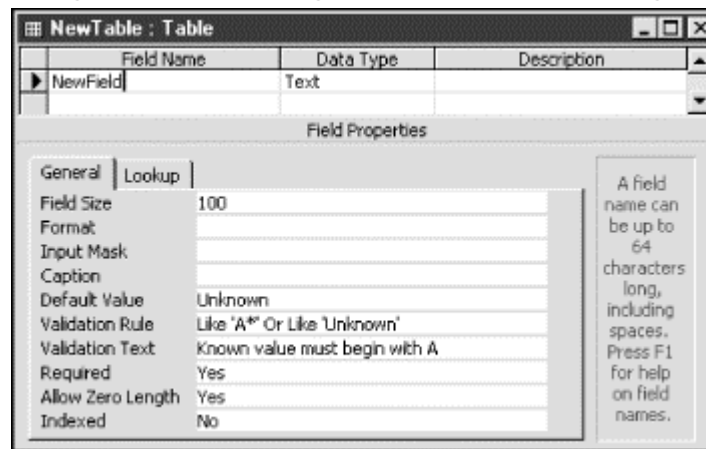 NewTable : Table
Field Name Data Type Description
NewField Text
Field Properties
General Lookup
Field Size 100
Format
Input Mask
Caption
Default Value Unknown
Validation Rule Like 'A*' Or Like 'Unknown'
Validation Text Known value must begin with A
Required Yes
Allow Zero Length Yes
Indexed No
A field
name can
be up to
64
characters
long,
including
spaces.
Press F1
for help
on field
names.